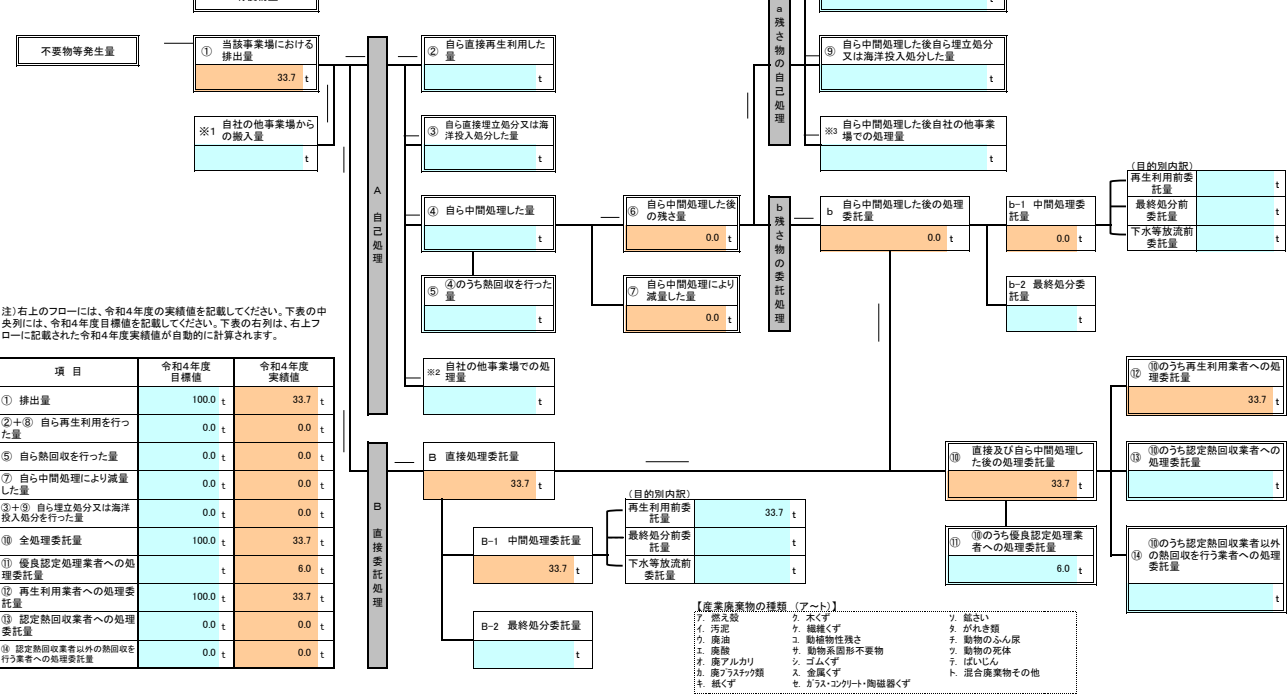 不要物等発生量
① 当該事業場における
排出量
33.7 t
※1 自社の他事業場から
の搬入量
t
A 自己処理
② 自ら直接再生利用した
量
t
③ 自ら直接埋立処分又は海
洋投入処分した量
t
④ 自ら中間処理した量
t
⑤ ④のうち熱回収を行った
量
t
※2 自社の他事業場での処
理量
t
⑥ 自ら中間処理した後
の残さ量
0.0 t
⑦ 自ら中間処理により
減量した量
0.0 t
a 残さ物の自己処理
⑨ 自ら中間処理した後自ら埋立処分
又は海洋投入処分した量
t
※3 自ら中間処理した後自社の他事業
場での処理量
t
b 残さ物の委託処理
b 自ら中間処理した後の処理
委託量
0.0 t
b-1 中間処理委
託量
0.0 t
(目的別内訳)
再生利用前委
託量 t
最終処分前
委託量 t
下水等放流前
委託量 t
b-2 最終処分委
託量
t
注)右上のフローには、令和4年度の実績値を記載してください。下表の中
央列には、令和4年度目標値を記載してください。下表の右列は、右上フ
ローに記載された令和4年度実績値が自動的に計算されます。
項 目 令和4年度
目標値 令和4年度
実績値
① 排出量 100.0 t 33.7 t
②+⑧ 自ら再生利用を行っ
た量 0.0 t 0.0 t
⑤ 自ら熱回収を行った量 0.0 t 0.0 t
⑦ 自ら中間処理により減量
した量 0.0 t 0.0 t
③+⑨ 自ら埋立処分又は海洋
投入処分を行った量 0.0 t 0.0 t
⑩ 全処理委託量 100.0 t 33.7 t
⑪ 優良認定処理業者への処
理委託量 t 6.0 t
⑫ 再生利用業者への処理委
託量 100.0 t 33.7 t
⑬ 認定熱回収業者への処理
委託量 0.0 t 0.0 t
⑭ 認定熱回収業者以外の熱回収を
行う業者への処理委託量 0.0 t 0.0 t
B 直接委託処理
B 直接処理委託量
33.7 t
B-1 中間処理委託量
33.7 t
(目的別内訳)
再生利用前委
託量 33.7 t
最終処分前委
託量 t
下水等放流前
委託量 t
B-2 最終処分委託量
t
⑩ 直接及び自ら中間処理し
た後の処理委託量
33.7 t
⑪ ⑩のうち優良認定処理業
者への処理委託量
6.0 t
⑫ ⑩のうち再生利用業者への処
理委託量
33.7 t
⑬ ⑩のうち認定熱回収業者への
処理委託量
t
⑭ ⑩のうち認定熱回収業者以外
の熱回収を行う業者への処理
委託量
t
【産業廃棄物の種類 (ア～ト)】
ア. 燃え殻
イ. 汚泥
ウ. 廃油
エ. 廃酸
オ. 廃アルカリ
カ. 廃プラスチック類
キ. 紙くず
ク. 木くず
ケ. 繊維くず
コ. 動植物性残さ
サ. 動物系固形不要物
シ. ゴムくず
ス. 金属くず
セ. ガラス・コンクリート・陶磁器くず
ソ. 鉱さい
タ. がれき類
チ. 動物のふん尿
ツ. 動物の死体
テ. ばいじん
ト. 混合廃棄物その他